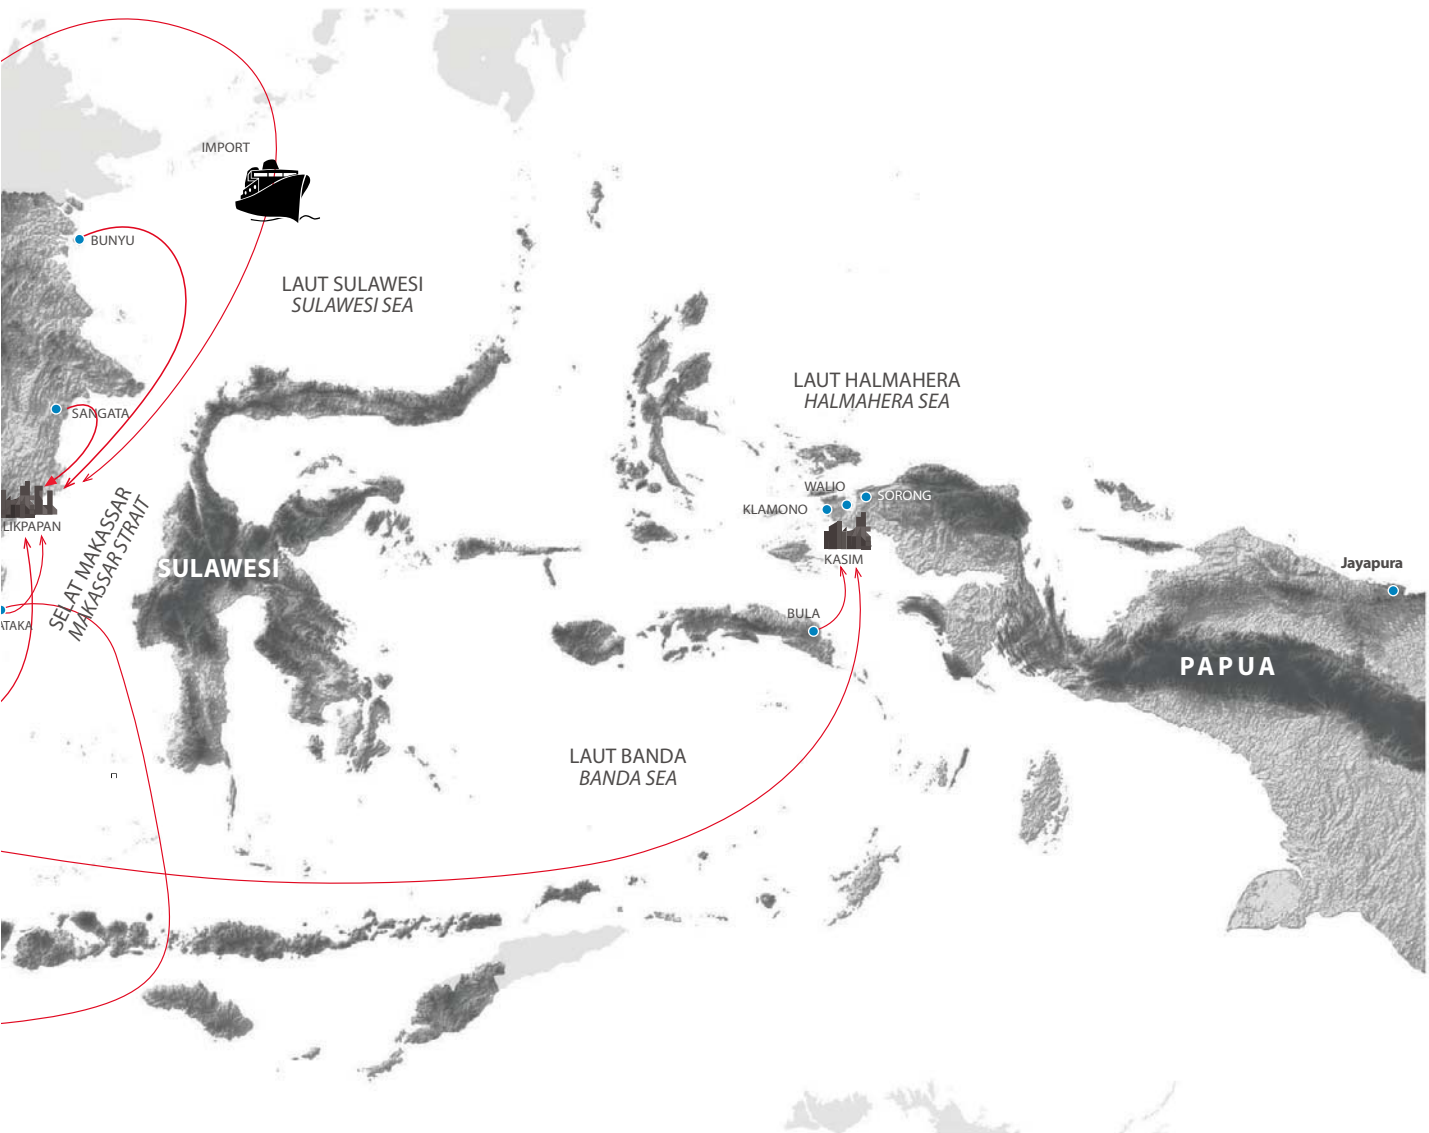 IMPORT
BUNYU
LAUT SULAWESI
SULAWESI SEA
LAUT HALMAHERA
HALMAHERA SEA
SANGATA
WALIO
SORONG
KLAMONO
LIKPAPAN
SELAT MAKASSAR
MAKASSAR STRAIT
SULAWESI
KASIM
Jayapura
BULA
ATAKA
PAPUA
LAUT BANDA
BANDA SEA